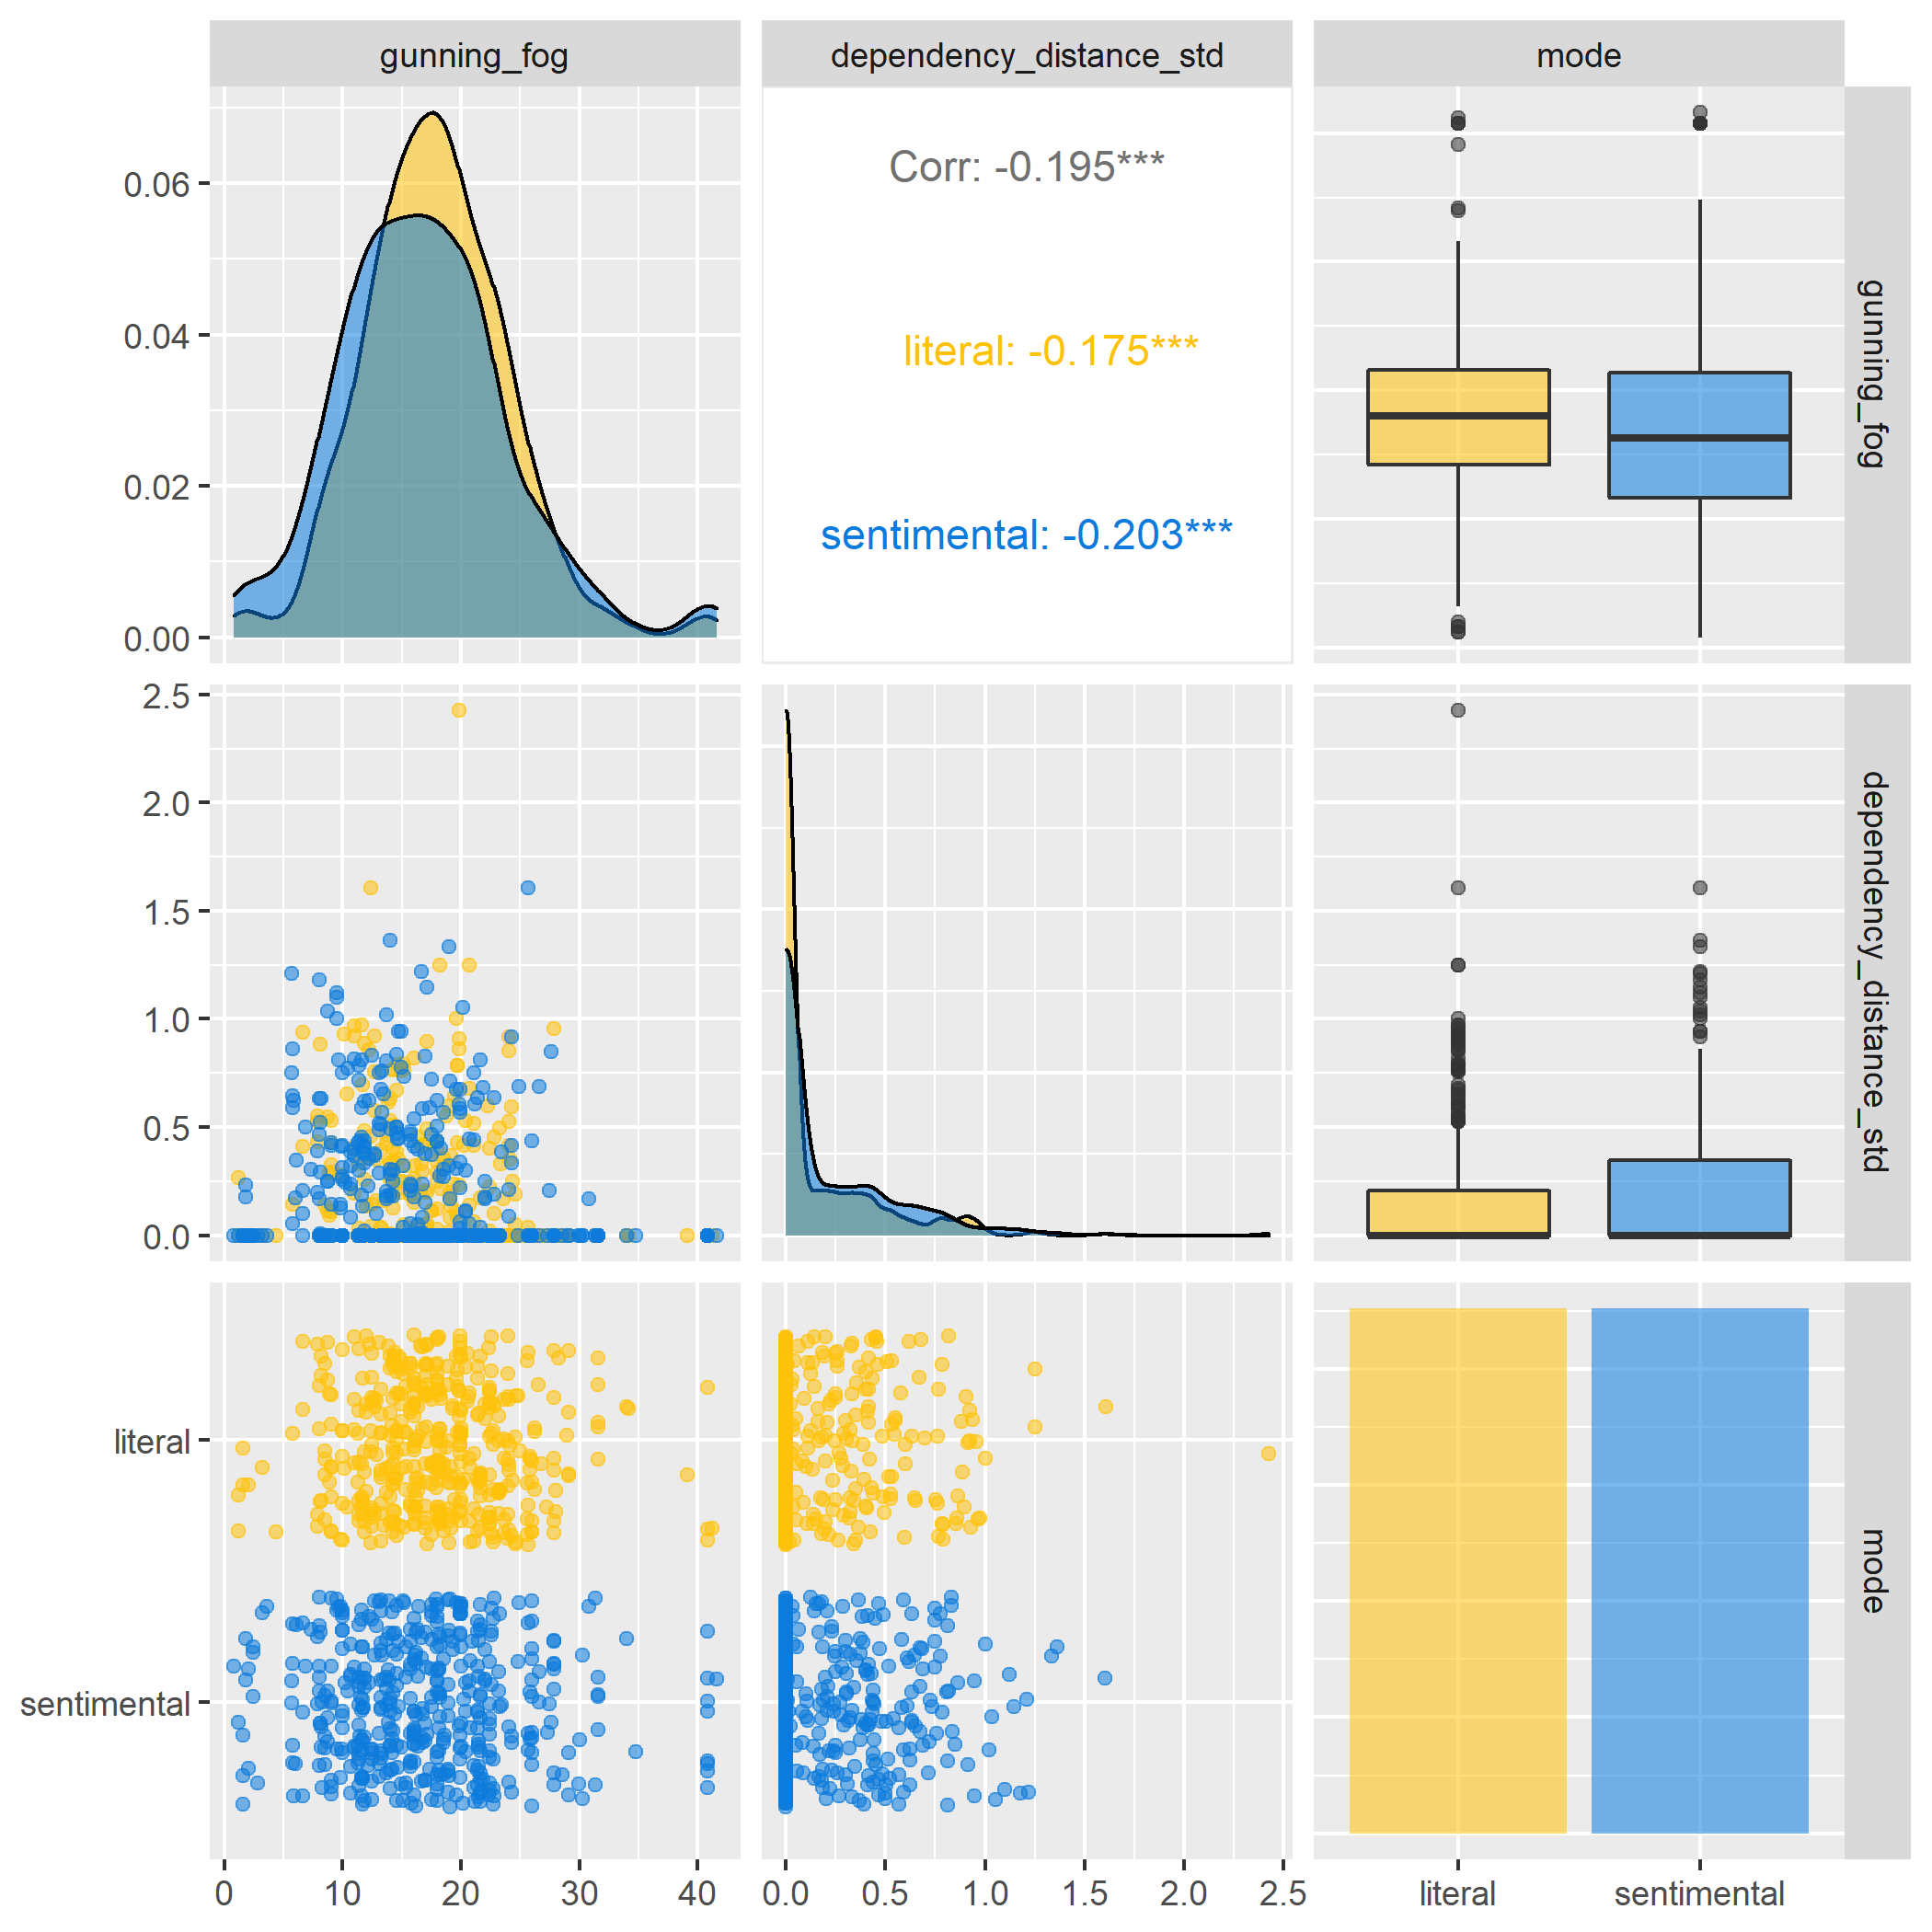 gunning_fog
dependency_distance_std
mode
0.06
0.04
0.02
0.00
Corr: -0.195***
literal: -0.175***
sentimental: -0.203***
gunning_fog
2.5
2.0
1.5
1.0
0.5
0.0
dependency_distance_std
literal
sentimental
mode
0 10 20 30 40
0.0 0.5 1.0 1.5 2.0 2.5
literal sentimental